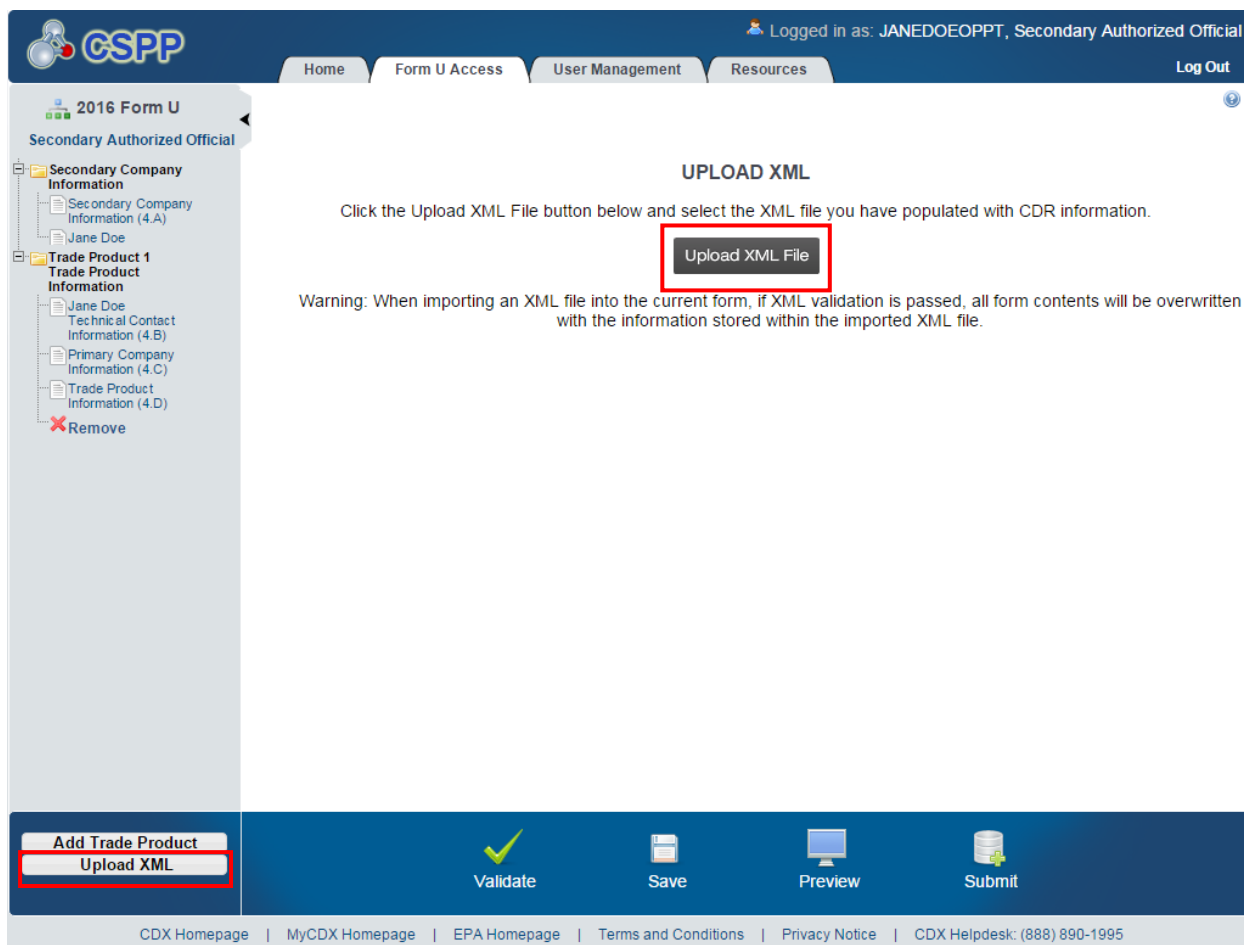 CSPP
Logged in as: JANEDOEOPPT, Secondary Authorized Official
Home
Form U Access
User Management
Resources
Log Out
2016 Form U
Secondary Authorized Official
Secondary Company
Information
Secondary Company
Information (4.A)
Jane Doe
Trade Product 1
Trade Product
Information
Jane Doe
Technical Contact
Information (4.B)
Primary Company
Information (4.C)
Trade Product
Information (4.D)
Remove
UPLOAD XML
Click the Upload XML File button below and select the XML file you have populated with CDR information.
Upload XML File
Warning: When importing an XML file into the current form, if XML validation is passed, all form contents will be overwritten
with the information stored within the imported XML file.
Add Trade Product
Upload XML
Validate
Save
Preview
Submit
CDX Homepage | MyCDX Homepage | EPA Homepage | Terms and Conditions | Privacy Notice | CDX Helpdesk: (888) 890-1995